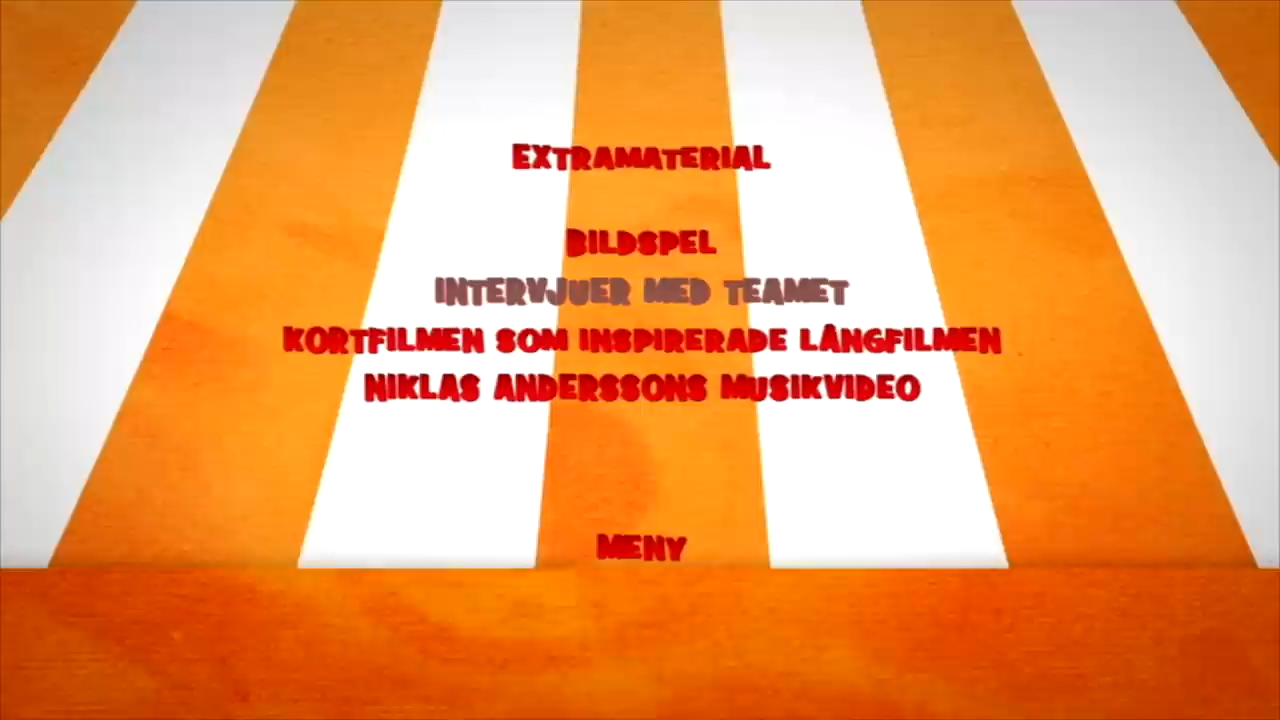 EXTRAMATERIAL
BILDSPEL
INTERVJUER MED TEAMET
KORTFILMEN SOM INSPIRERADE LÅNGFILMEN
NIKLAS ANDERSSONS MUSIKVIDEO
MENY